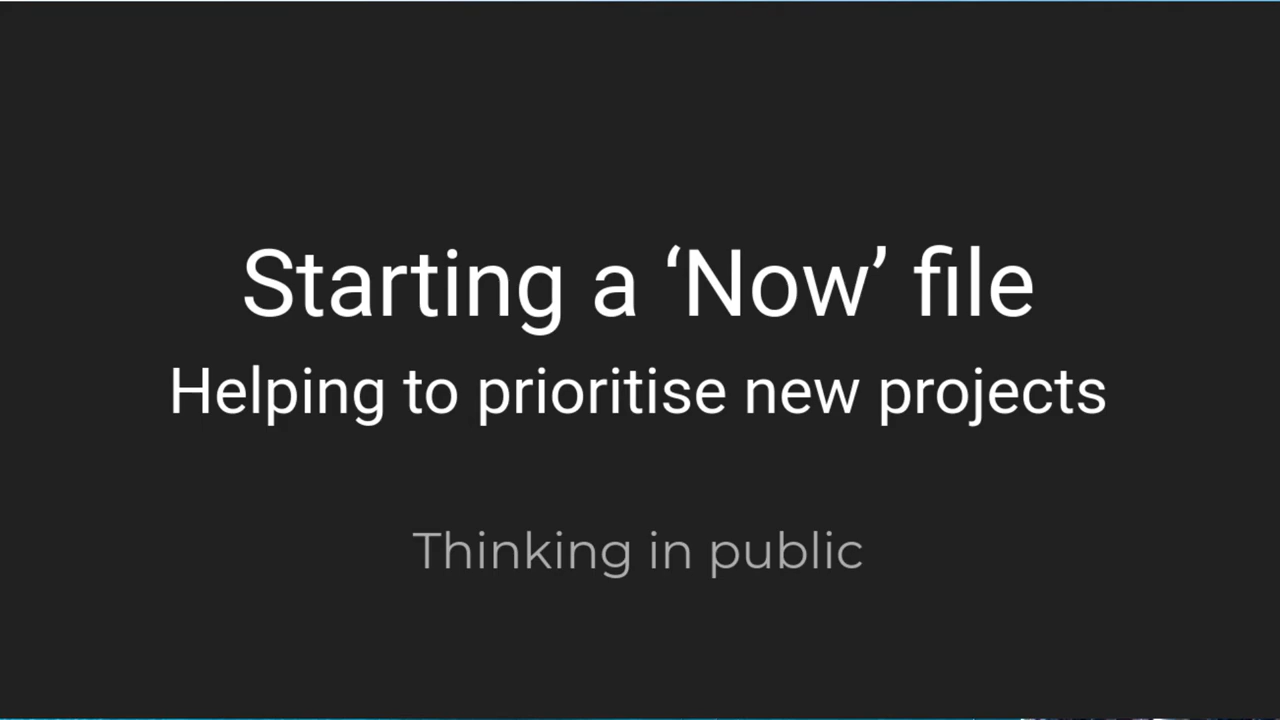 Starting a ‘Now’ file
Helping to prioritise new projects
Thinking in public